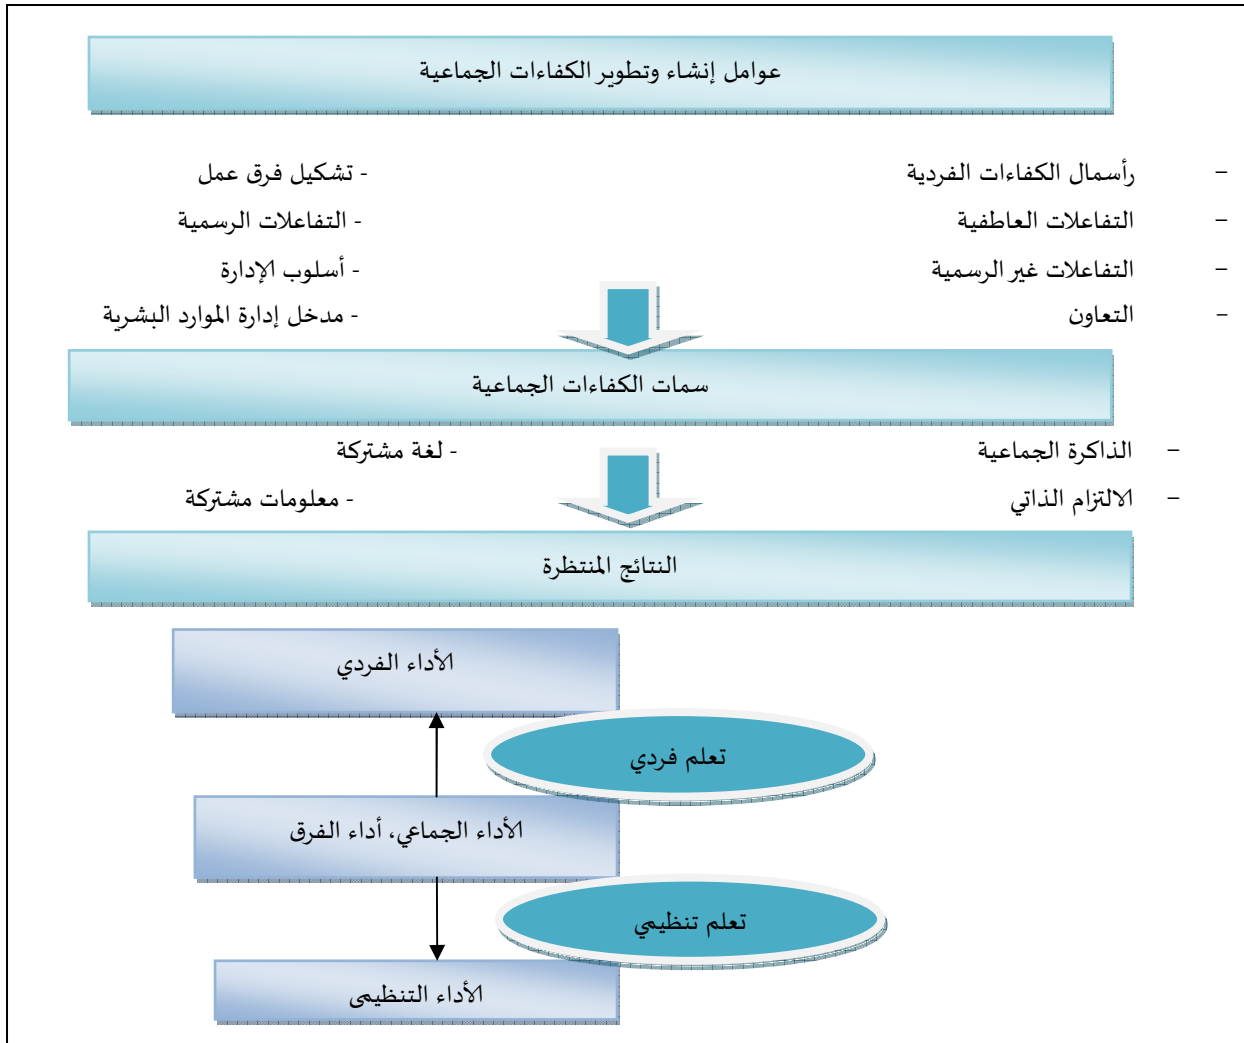 عوامل إنشاء وتطوير الكفاءات الجماعية
– رأسمال الكفاءات الفردية
- تشكيل فرق عمل
– التفاعلات العاطفية
- التفاعلات الرسمية
– التفاعلات غير الرسمية
- أسلوب الإدارة
– التعاون
- مدخل إدارة الموارد البشرية
سمات الكفاءات الجماعية
– الذاكرة الجماعية
- لغة مشتركة
– الالتزام الذاتي
- معلومات مشتركة
النتائج المنتظرة
الأداء الفردي
تعلم فردي
الأداء الجماعي، أداء الفرق
تعلم تنظيمي
الأداء التنظيمي